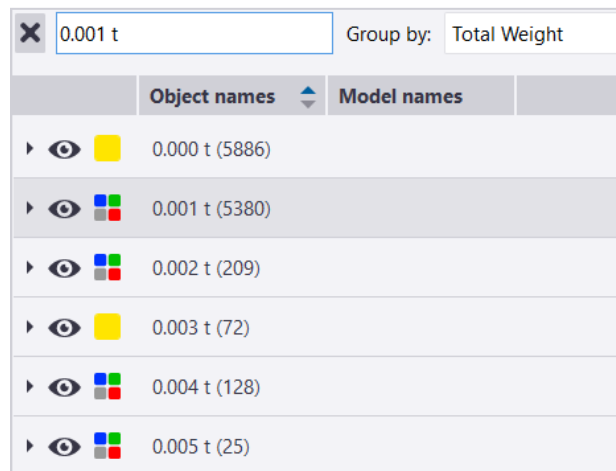 0.001 t Group by: Total Weight
Object names Model names
0.000 t (5886)
0.001 t (5380)
0.002 t (209)
0.003 t (72)
0.004 t (128)
0.005 t (25)